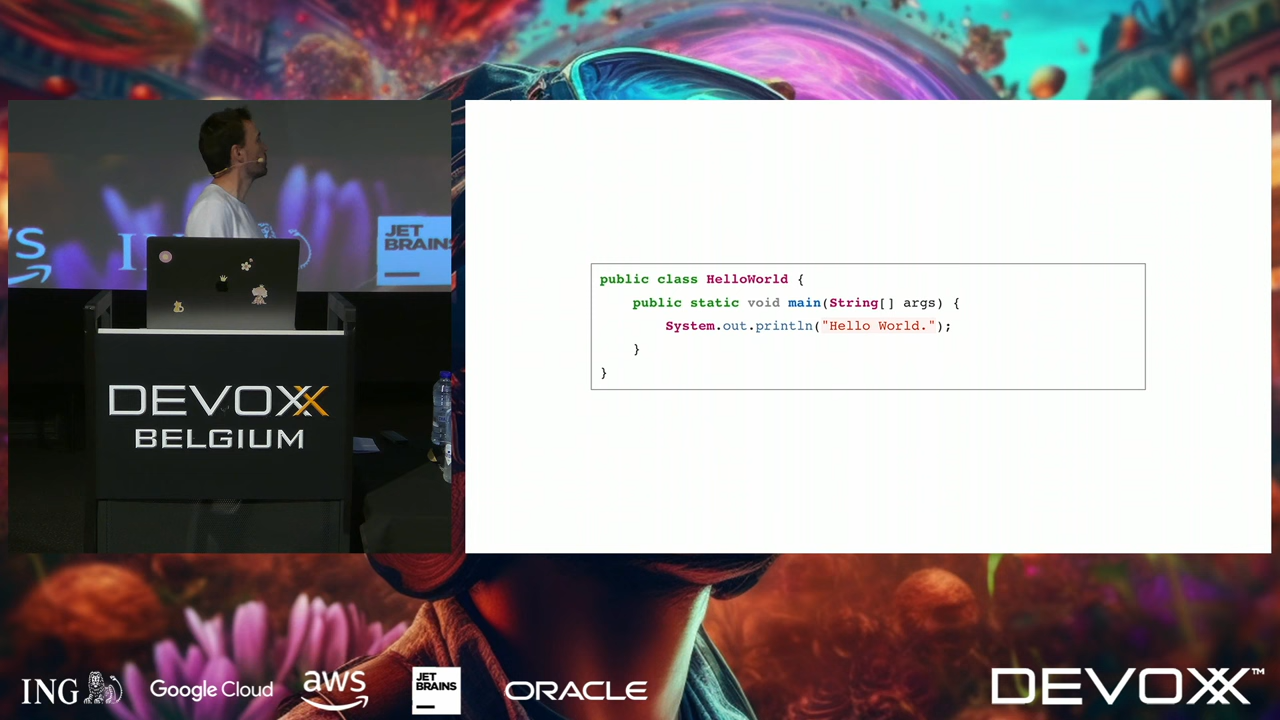 JET
BRAINS
DEVOXX
BELGIUM
public class HelloWorld {
    public static void main(String[] args) {
        System.out.println("Hello World.");
    }
}
ING
Google Cloud
aws
JET
BRAINS
ORACLE
DEVOXX™